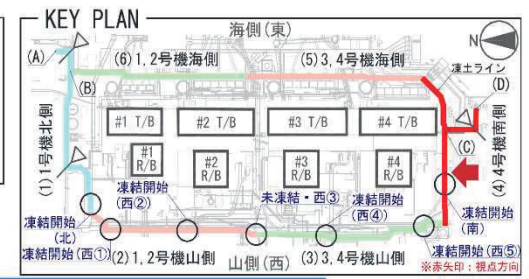 KEY PLAN
海側(東)
N
(A)
(6)1,2号機海側
(5)3,4号機海側
凍土ライン
(B)
(D)
#1 T/B
#2 T/B
#3 T/B
#4 T/B
(C)
(1)1号機北側
(4)4号機南側
#1
R/B
#2
R/B
#3
R/B
#4
R/B
凍結開始
(西②)
未凍結・西③
凍結開始
(西④)
凍結開始
(北)
凍結開始
(南)
凍結開始(西①)
(2)1,2号機山側
山側(西)
(3)3,4号機山側
凍結開始(西⑤)
※赤矢印:視点方向